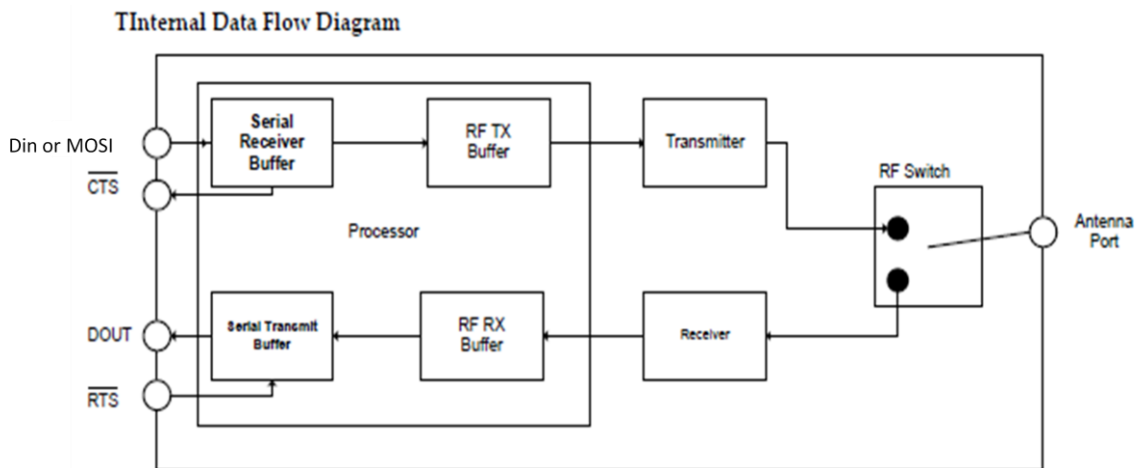 TInternal Data Flow Diagram
Din or MOSI
CTS
Serial
Receiver
Buffer
RF TX
Buffer
Transmitter
RF Switch
Antenna
Port
Processor
DOUT
RTS
Serial Transmit
Buffer
RF RX
Buffer
Receiver